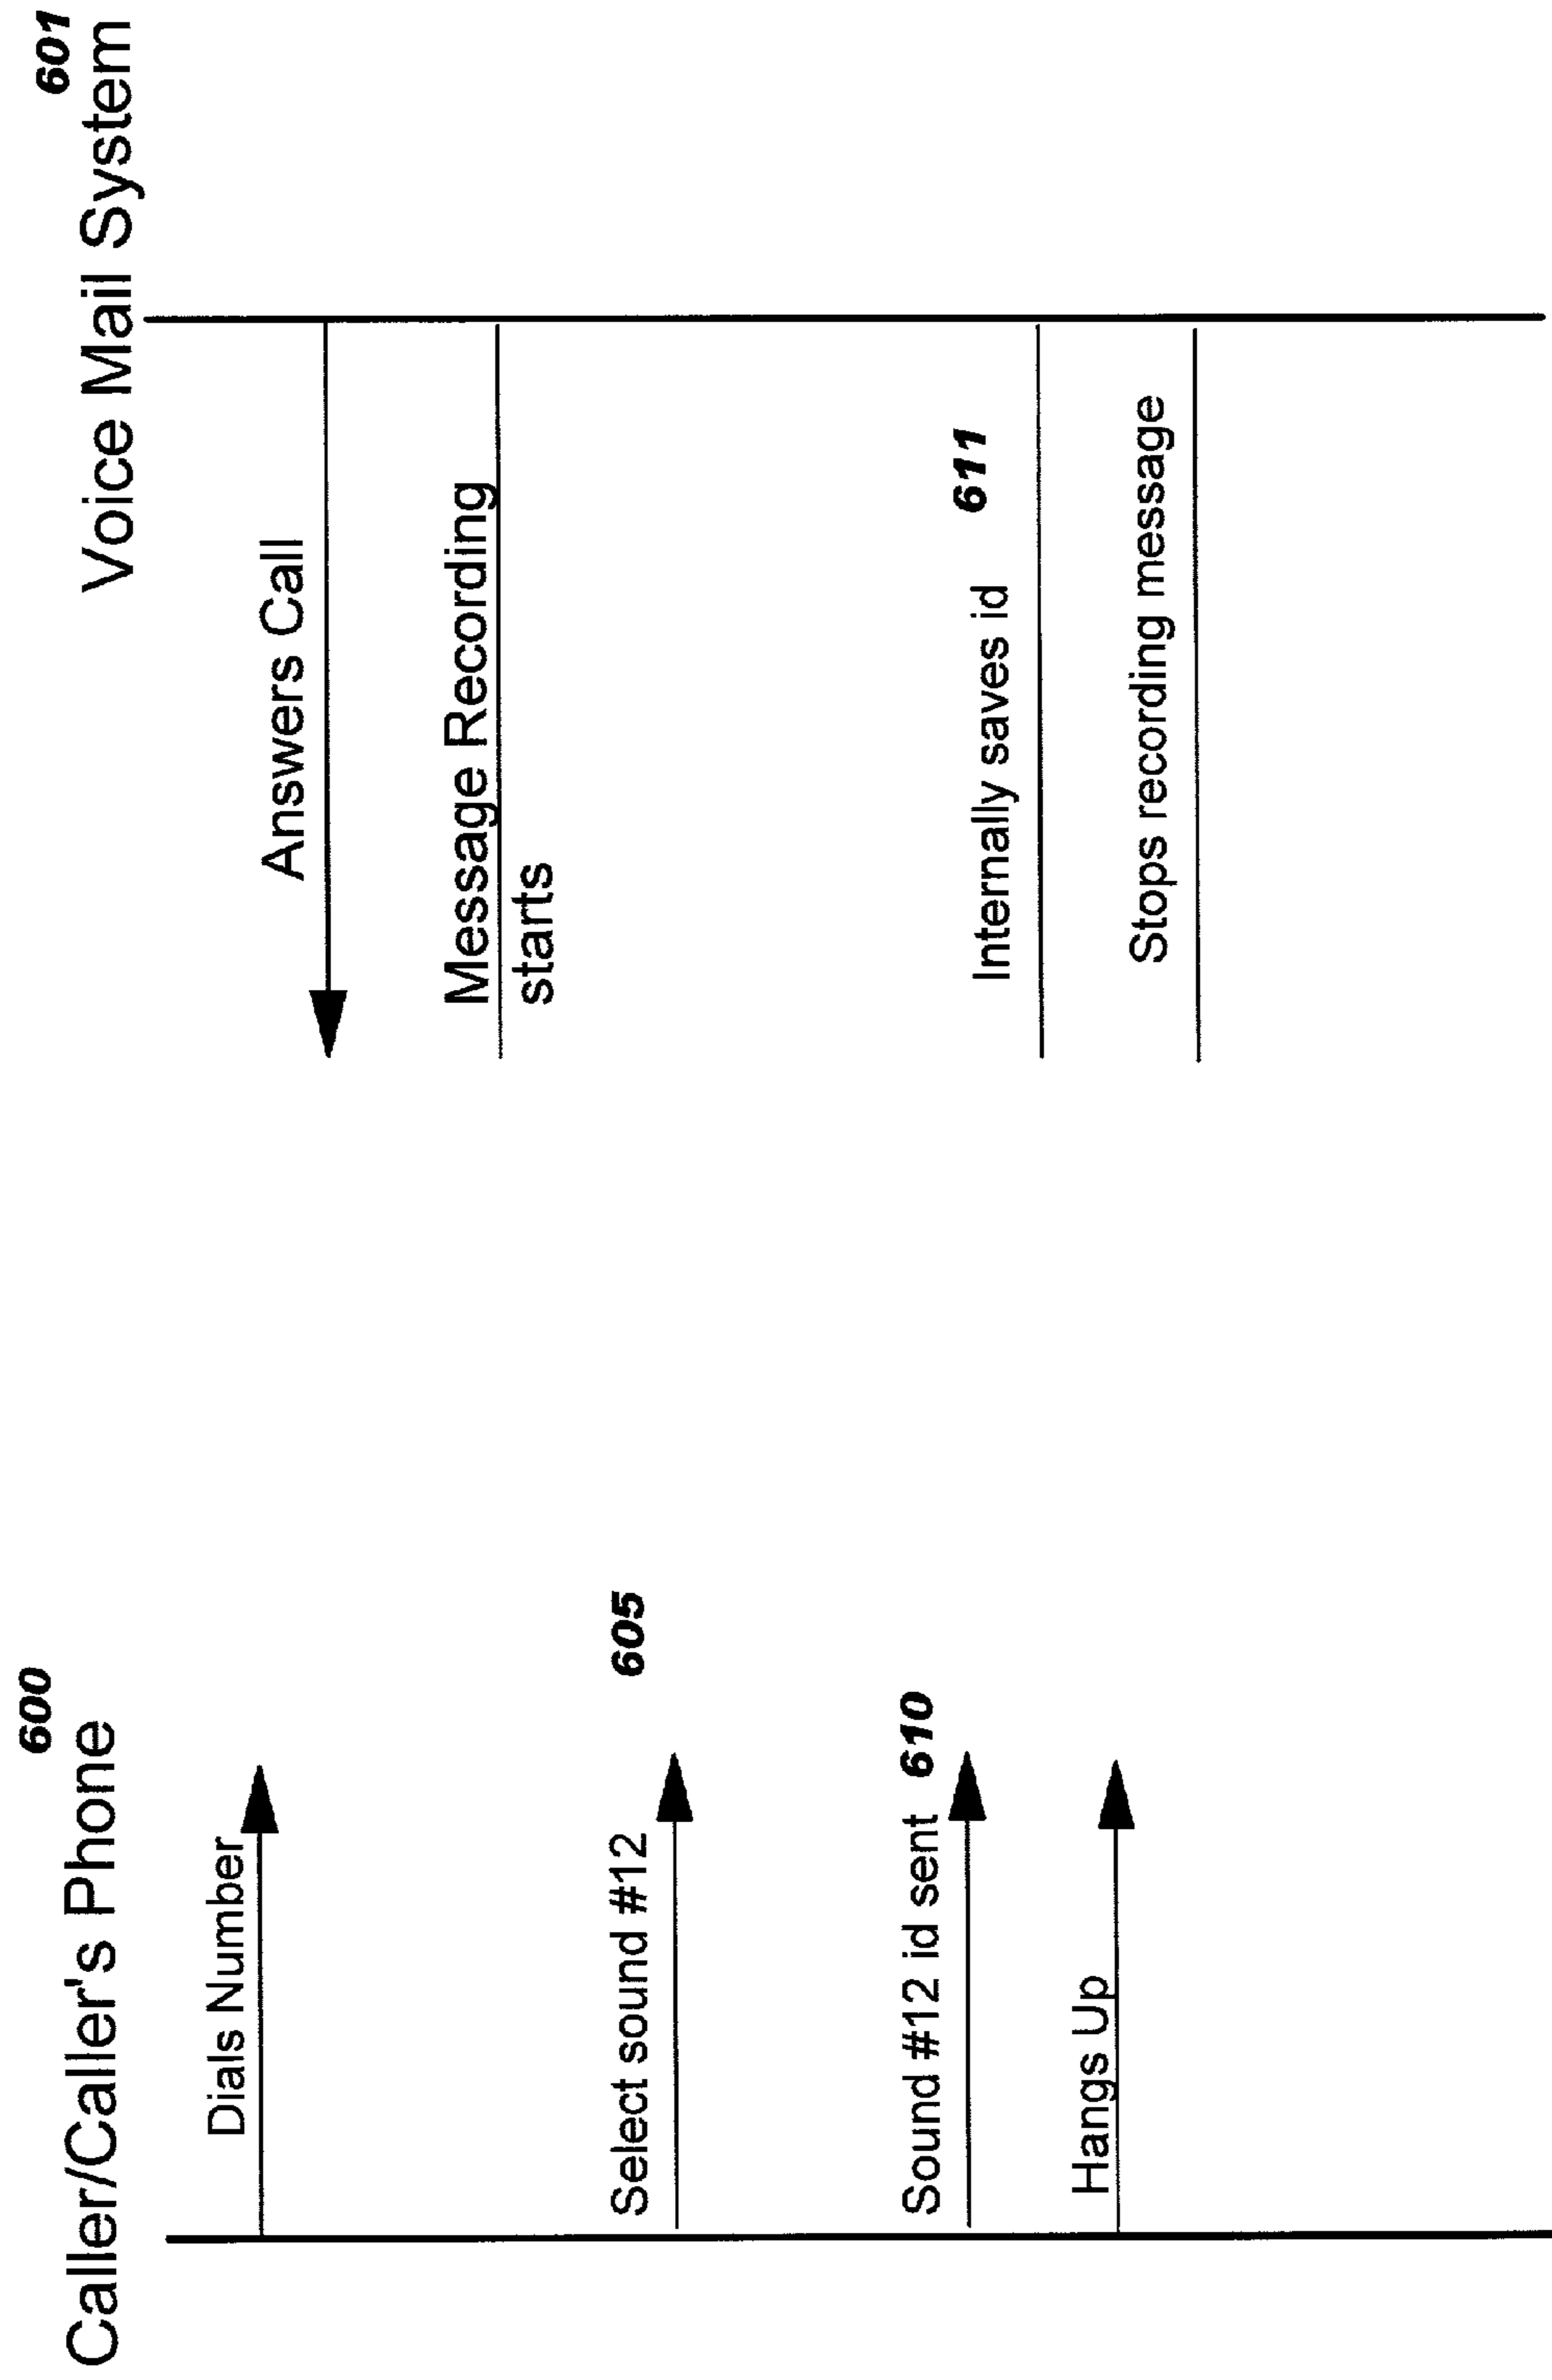 600
Caller/Caller's Phone
601
Voice Mail System
Dials Number
Answers Call
Message Recording
starts
Select sound #12
605
Sound #12 id sent 610
Internally saves id 611
Hangs Up
Stops recording message